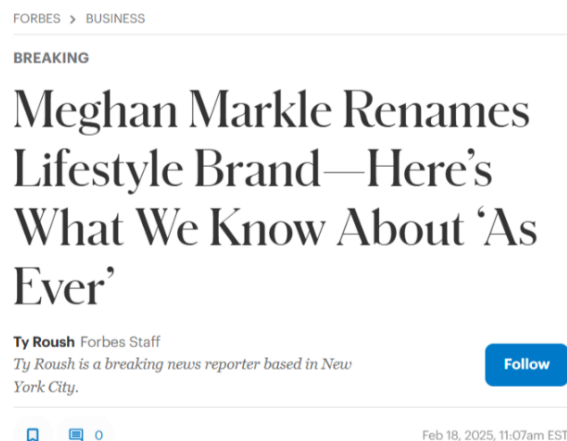 FORBES > BUSINESS
BREAKING
Meghan Markle Renames
Lifestyle Brand—Here’s
What We Know About ‘As
Ever’
Ty Roush Forbes Staff
Ty Roush is a breaking news reporter based in New
York City.
Follow
0
Feb 18, 2025, 11:07am EST